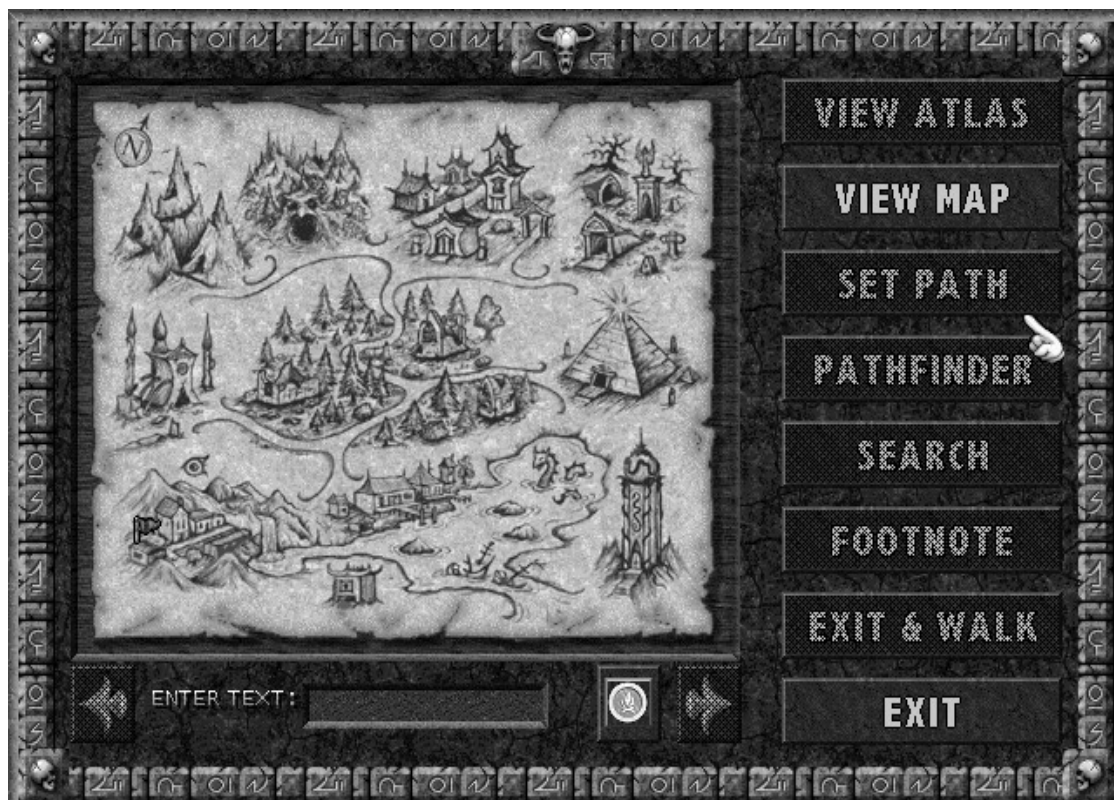 N
VIEW ATLAS
VIEW MAP
SET PATH
PATHFINDER
SEARCH
FOOTNOTE
EXIT & WALK
EXIT
ENTER TEXT: